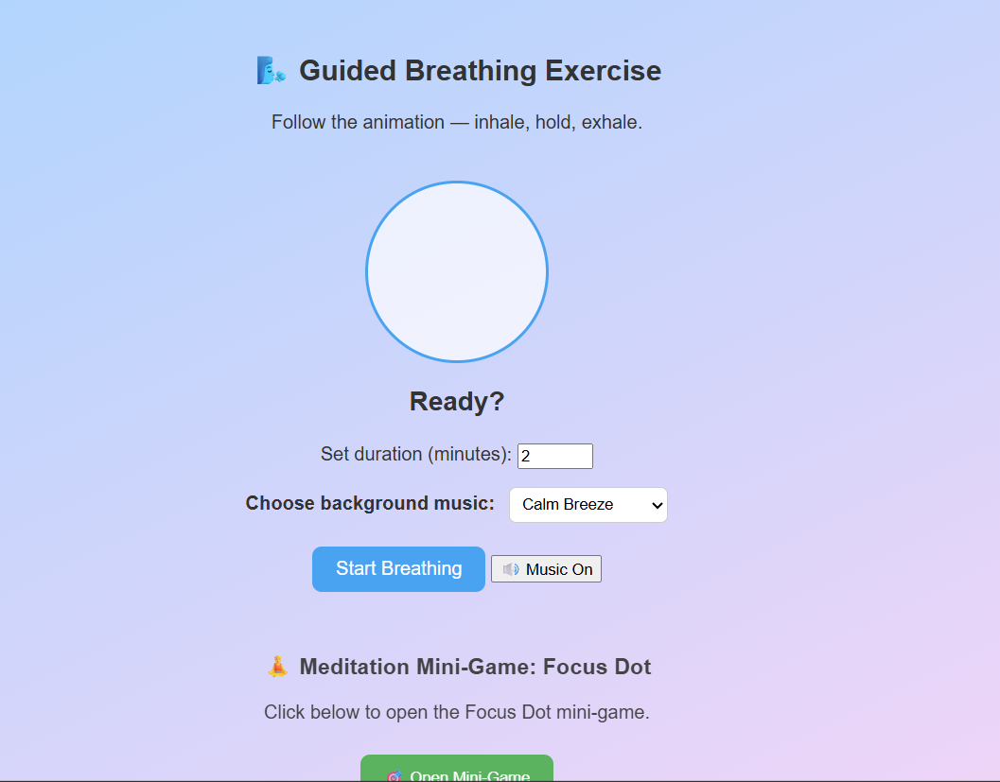 Guided Breathing Exercise
Follow the animation — inhale, hold, exhale.
Ready?
Set duration (minutes): 2
Choose background music: Calm Breeze
Start Breathing Music On
Meditation Mini-Game: Focus Dot
Click below to open the Focus Dot mini-game.
Open Mini-Game